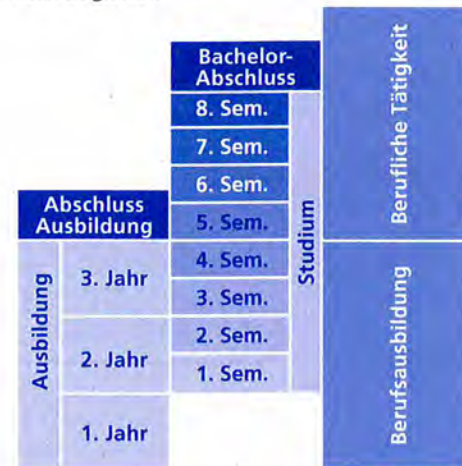 Bachelor-
Abschluss
8. Sem.
7. Sem.
6. Sem.
5. Sem.
4. Sem.
3. Sem.
2. Sem.
1. Sem.
Studium
Abschluss
Ausbildung
Ausbildung
3. Jahr
2. Jahr
1. Jahr
Berufliche Tätigkeit
Berufsausbildung